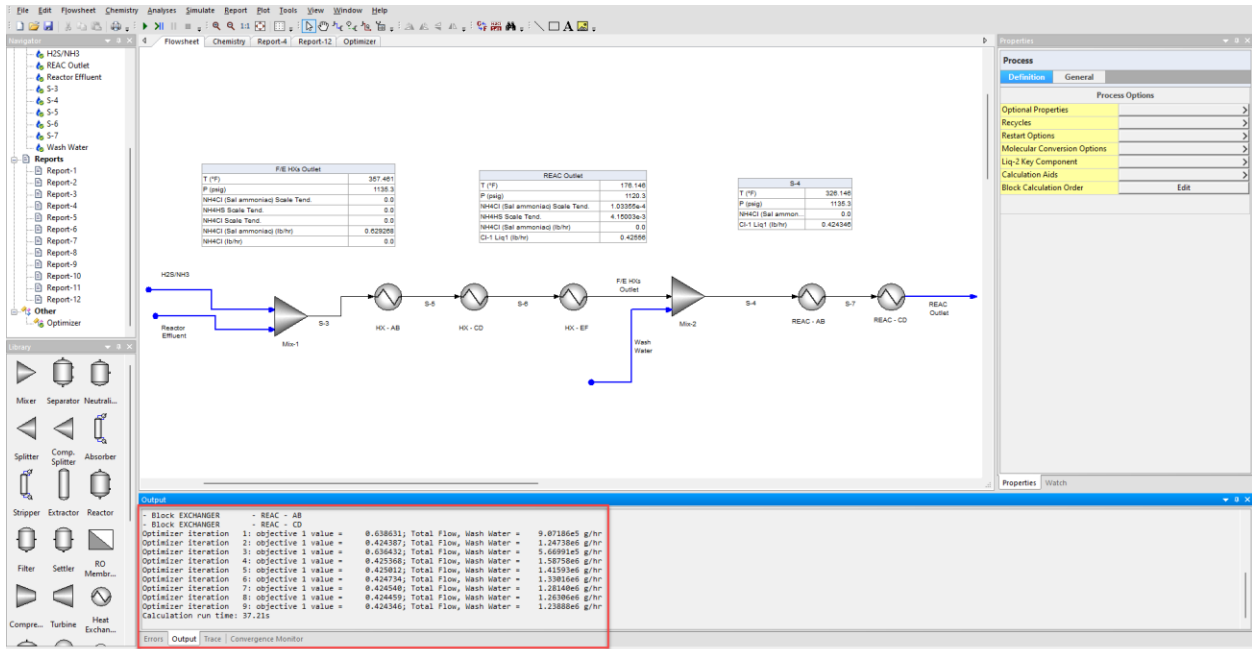 File Edit Flowsheet Chemistry Analyses Simulate Report Plot Tools View Window Help
1:1
A
Navigator
H2S/NH3
REAC Outlet
Reactor Effluent
S-3
S-4
S-5
S-6
S-7
Wash Water
Reports
Report-1
Report-2
Report-3
Report-4
Report-5
Report-6
Report-7
Report-8
Report-9
Report-10
Report-11
Report-12
Other
Optimizer
Library
Mixer Separator Neutrali...
Splitter Comp. Splitter Absorber
Stripper Extractor Reactor
Filter Settler RO Membr...
Compre... Turbine Heat Exchan...
Flowsheet Chemistry Report-4 Report-12 Optimizer
F/E HXs Outlet
T (°F) 357.461
P (psig) 1135.3
NH4Cl (Sal ammoniac) Scale Tend. 0.0
NH4HS Scale Tend. 0.0
NH4Cl Scale Tend. 0.0
NH4Cl (Sal ammoniac) (lb/hr) 0.629268
NH4Cl (lb/hr) 0.0
REAC Outlet
T (°F) 176.146
P (psig) 1120.3
NH4Cl (Sal ammoniac) Scale Tend. 1.03355e-4
NH4HS Scale Tend. 4.15003e-3
NH4Cl (Sal ammoniac) (lb/hr) 0.0
Cl-1 Liq1 (lb/hr) 0.42556
S-4
T (°F) 326.146
P (psig) 1135.3
NH4Cl (Sal ammon... 0.0
Cl-1 Liq1 (lb/hr) 0.424346
H2S/NH3
Reactor
Effluent
Mix-1
S-3
HX - AB
S-5
HX - CD
S-6
HX - EF
F/E HXs
Outlet
Wash
Water
Mix-2
S-4
REAC - AB
S-7
REAC - CD
REAC
Outlet
Properties
Process
Definition General
Process Options
Optional Properties
Recycles
Restart Options
Molecular Conversion Options
Liq-2 Key Component
Calculation Aids
Block Calculation Order Edit
Properties Watch
Output
- Block EXCHANGER - REAC - AB
- Block EXCHANGER - REAC - CD
Optimizer iteration 1: objective 1 value = 0.638631; Total Flow, Wash Water = 9.07186e5 g/hr
Optimizer iteration 2: objective 1 value = 0.424387; Total Flow, Wash Water = 1.24738e6 g/hr
Optimizer iteration 3: objective 1 value = 0.636432; Total Flow, Wash Water = 5.66991e5 g/hr
Optimizer iteration 4: objective 1 value = 0.425368; Total Flow, Wash Water = 1.58758e6 g/hr
Optimizer iteration 5: objective 1 value = 0.425012; Total Flow, Wash Water = 1.41593e6 g/hr
Optimizer iteration 6: objective 1 value = 0.424734; Total Flow, Wash Water = 1.33016e6 g/hr
Optimizer iteration 7: objective 1 value = 0.424540; Total Flow, Wash Water = 1.28140e6 g/hr
Optimizer iteration 8: objective 1 value = 0.424459; Total Flow, Wash Water = 1.26306e6 g/hr
Optimizer iteration 9: objective 1 value = 0.424346; Total Flow, Wash Water = 1.23888e6 g/hr
Calculation run time: 37.21s
Errors Output Trace Convergence Monitor